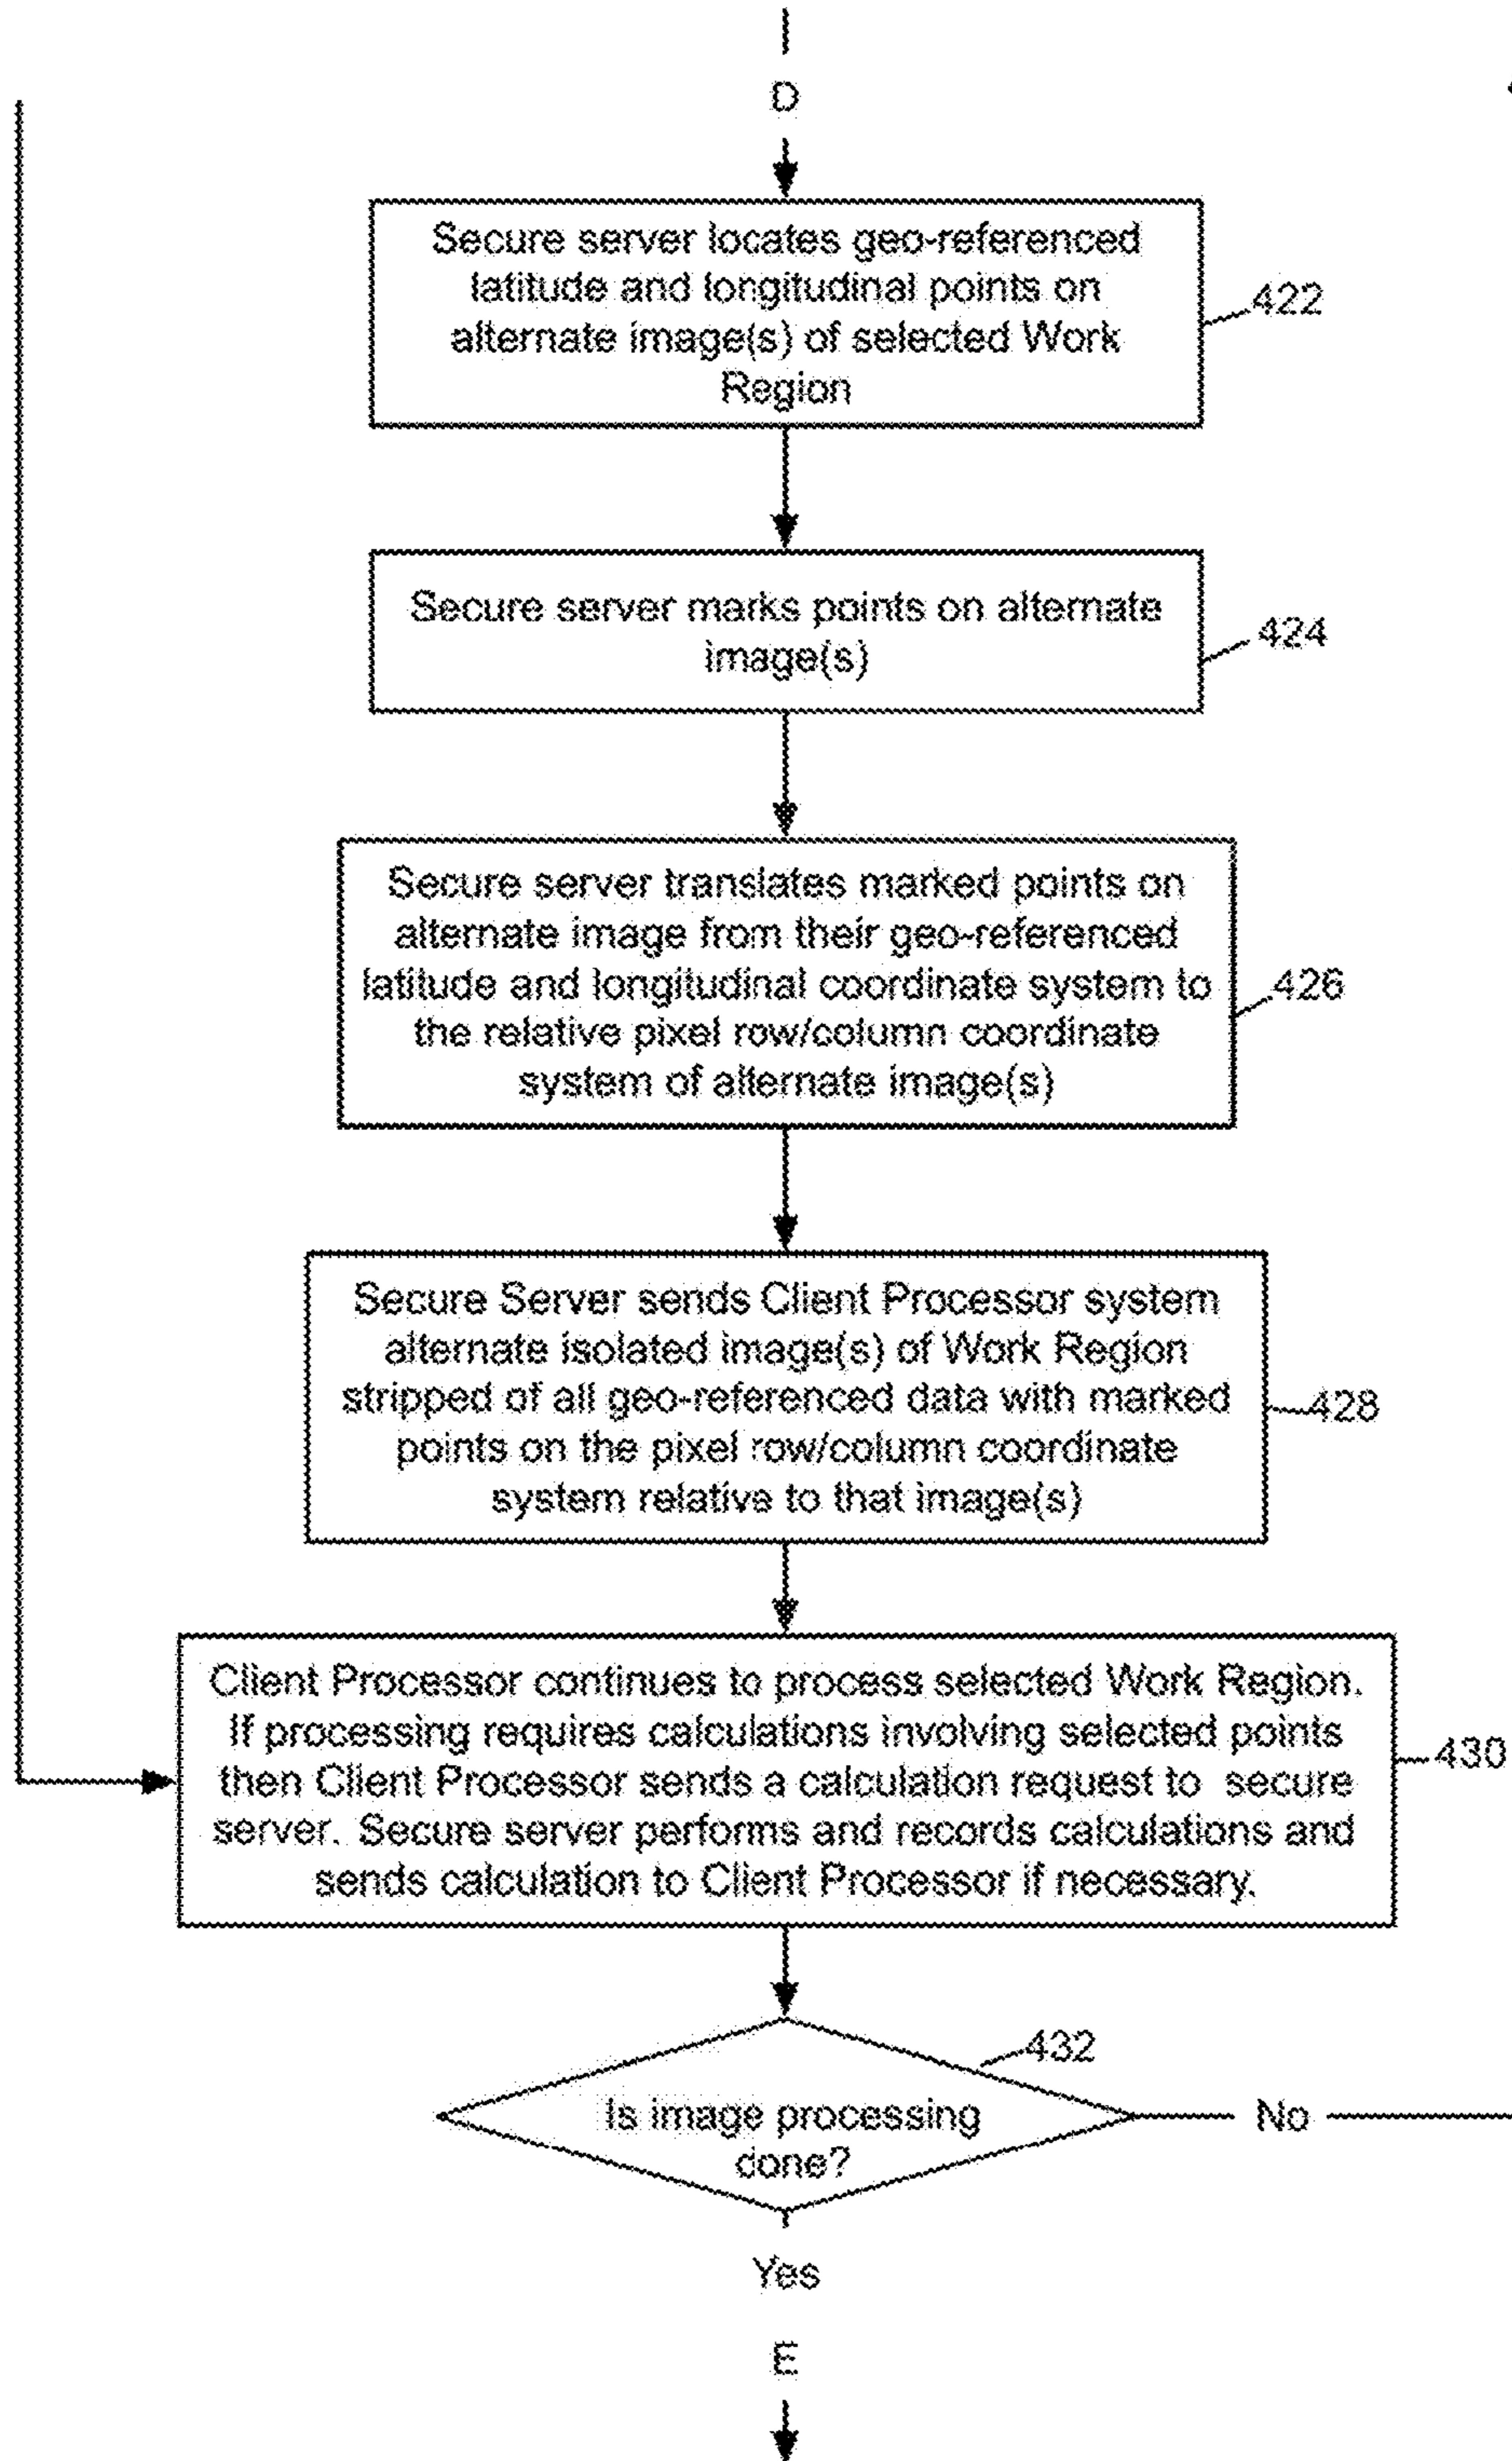 D
Secure server locates geo-referenced
latitude and longitudinal points on
alternate image(s) of selected Work
Region
422
Secure server marks points on alternate
image(s)
424
Secure server translates marked points on
alternate image from their geo-referenced
latitude and longitudinal coordinate system to
the relative pixel row/column coordinate
system of alternate image(s)
426
Secure Server sends Client Processor system
alternate isolated image(s) of Work Region
stripped of all geo-referenced data with marked
points on the pixel row/column coordinate
system relative to that image(s)
428
Client Processor continues to process selected Work Region.
If processing requires calculations involving selected points
then Client Processor sends a calculation request to secure
server. Secure server performs and records calculations and
sends calculation to Client Processor if necessary.
430
432
Is image processing
done?
No
Yes
E